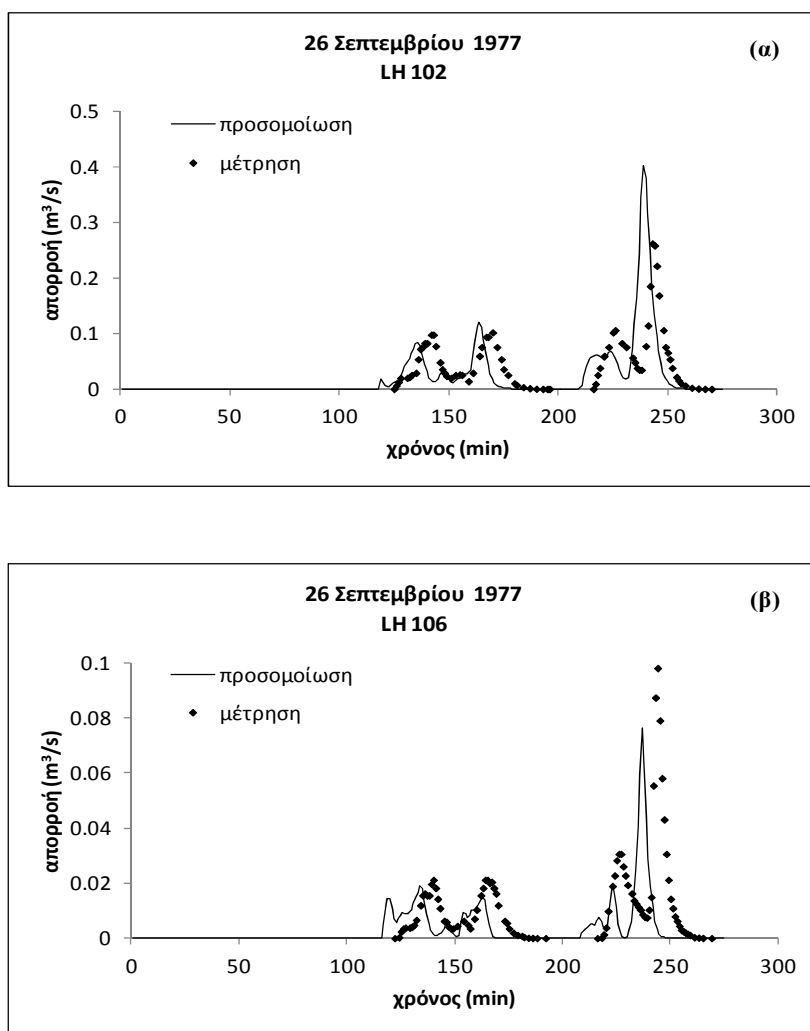 26 Σεπτεμβρίου 1977
(α)
LH 102
απορροή (m³/s)
0.5
0.4
0.3
0.2
0.1
0
προσομοίωση
μέτρηση
0 50 100 150 200 250 300
χρόνος (min)
26 Σεπτεμβρίου 1977
(β)
LH 106
απορροή (m³/s)
0.1
0.08
0.06
0.04
0.02
0
προσομοίωση
μέτρηση
0 50 100 150 200 250 300
χρόνος (min)